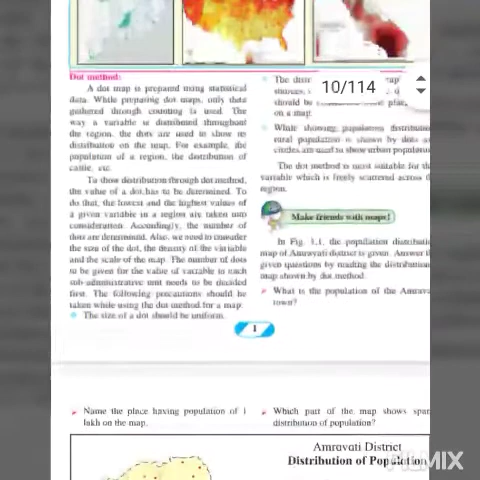 Dot method:
A dot map is prepared using statistical
data. While preparing dot maps, only data
gathered through counting is used. The
way a variable is distributed throughout
the region, the dots are used to show its
distribution on the map. For example, the
population of a region, the distribution of
cattle, etc.
To show distribution through dot method,
the value of a dot has to be determined. To
do that, the lowest and the highest values of
a given variable in a region are taken into
consideration. Accordingly, the number of
dots are determined. Also, we need to consider
the size of the dot, the density of the variable
and the scale of the map. The number of dots
to be given for the value of variable in each
sub-administrative unit needs to be decided
first. The following precautions should be
taken while using the dot method for a map:
The size of a dot should be uniform.
The
10/114
should be
on a map.
While showing population
rural population is shown by dots
circles are used to show urban
The dot method is most suitable for
variable which is freely scattered across
region.
Make friends with maps!
In Fig. 1.1, the population
map of Amravati district is given. Answer
given questions by reading the
map shown by dot method.
What is the population of the
town?
1
Name the place having population of 1
lakh on the map.
Which part of the map shows
distribution of population?
Amravati District
Distribution of Population
FILMIX